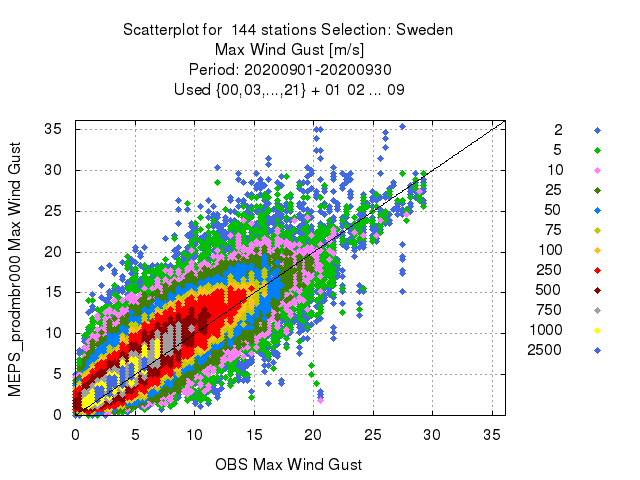 Scatterplot for  144 stations Selection: Sweden
Max Wind Gust [m/s]
Period: 20200901-20200930
Used {00,03,...,21} + 01 02 ... 09
MEPS_prodmbr000 Max Wind Gust
35
30
25
20
15
10
5
0
0 5 10 15 20 25 30 35
OBS Max Wind Gust
2
5
10
25
50
75
100
250
500
750
1000
2500